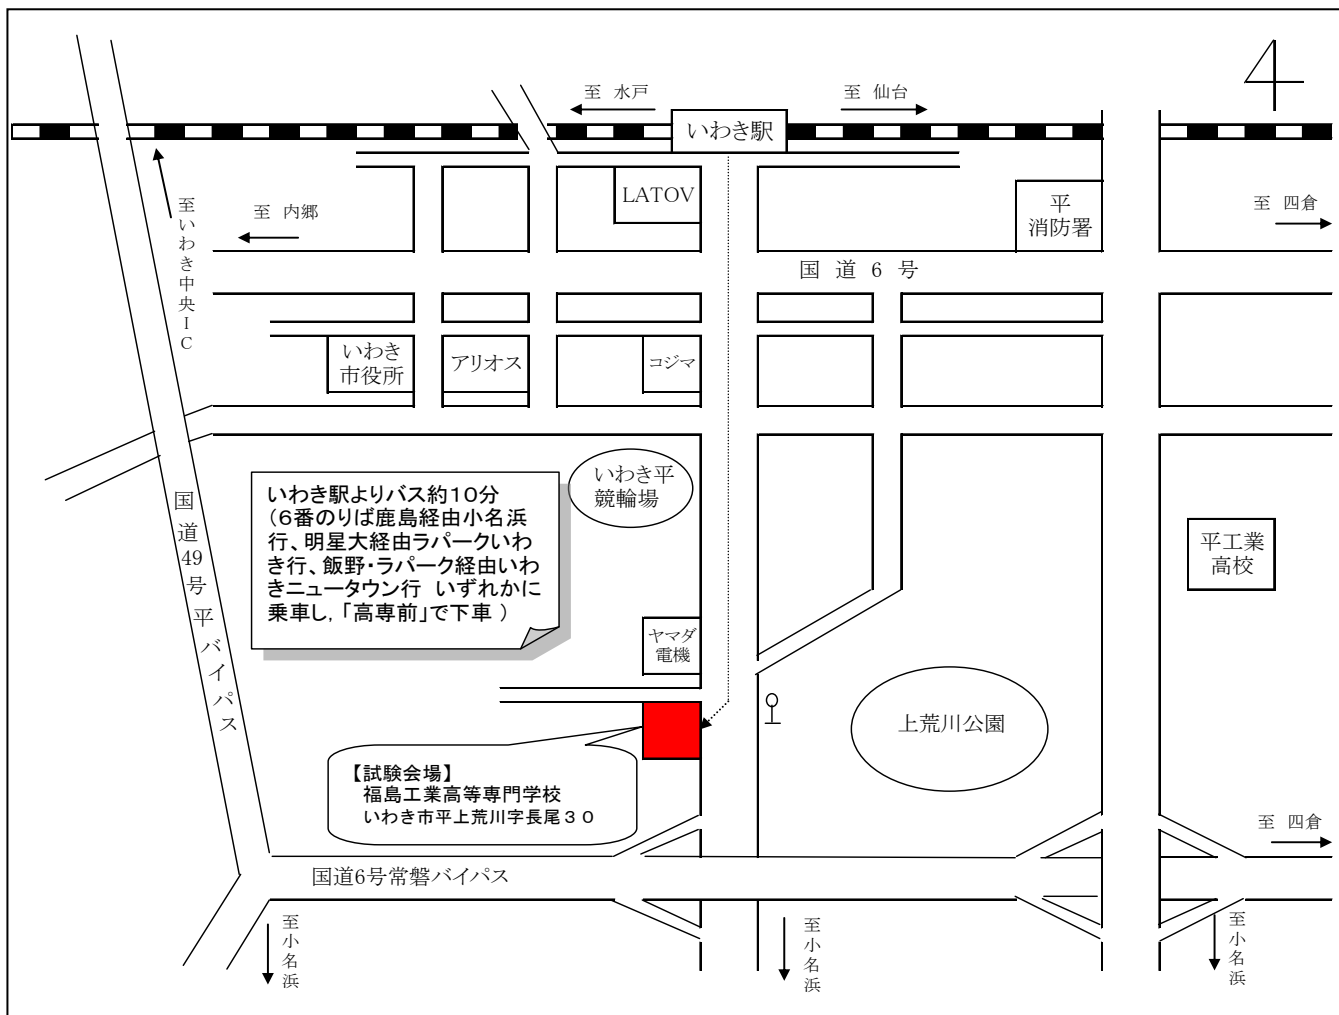 至 水戸
至 仙台
いわき駅
LATOV
平
消防署
至 四倉
至 内郷
至いわき中央IC
国 道 6 号
いわき
市役所
アリオス
コジマ
いわき平
競輪場
いわき駅よりバス約10分
(6番のりば鹿島経由小名浜
行、明星大経由ラパークいわ
き行、飯野・ラパーク経由いわ
きニュータウン行 いずれかに
乗車し,「高専前」で下車 )
国道49号平バイパス
平工業
高校
ヤマダ
電機
上荒川公園
【試験会場】
福島工業高等専門学校
いわき市平上荒川字長尾30
至 四倉
国道6号常磐バイパス
至小名浜
至小名浜
至小名浜